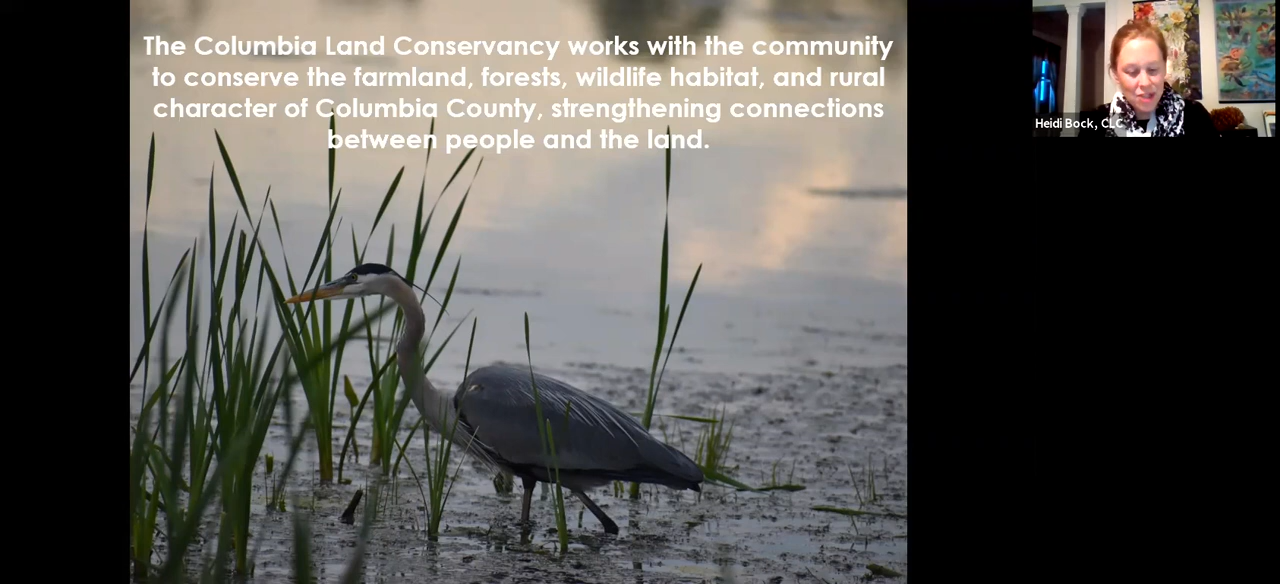 The Columbia Land Conservancy works with the community
to conserve the farmland, forests, wildlife habitat, and rural
character of Columbia County, strengthening connections
between people and the land.
Heidi Bock, CLC